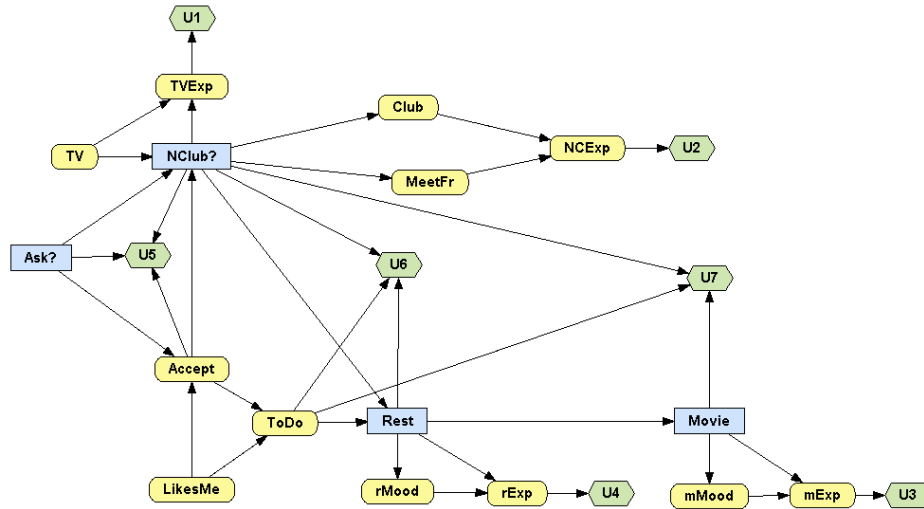 U1
TVExp
Club
TV
NClub?
NCExp
U2
MeetFr
Ask?
U5
U6
U7
Accept
ToDo
Rest
Movie
LikesMe
rMood
rExp
U4
mMood
mExp
U3